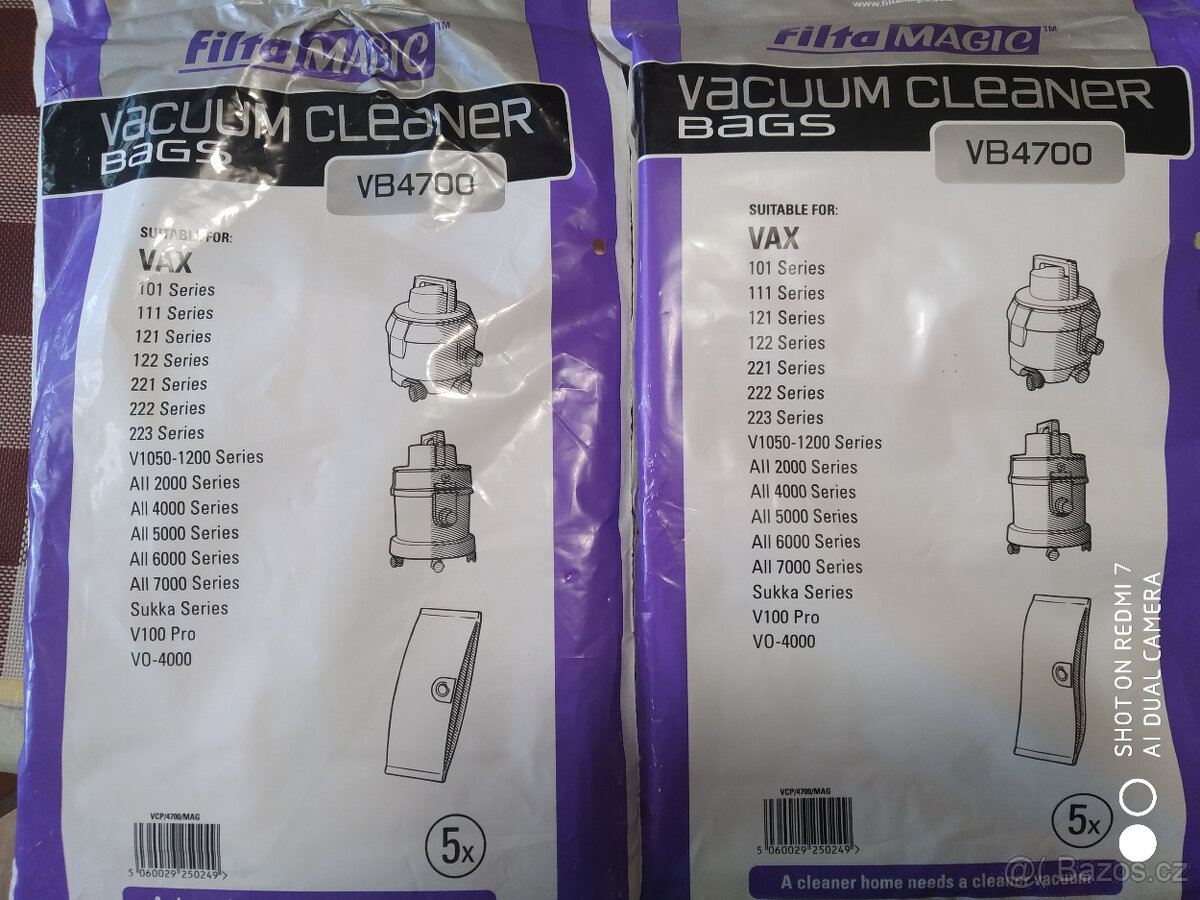 Filta MAGIC™
VACUUM CLEANER
BAGS
VB4700
SUITABLE FOR:
VAX
101 Series
111 Series
121 Series
122 Series
221 Series
222 Series
223 Series
V1050-1200 Series
All 2000 Series
All 4000 Series
All 5000 Series
All 6000 Series
All 7000 Series
Sukka Series
V100 Pro
VO-4000
VCP/4700/MAG
5 060029 250249 >
5x
Filta MAGIC™
VACUUM CLEANER
BAGS
VB4700
SUITABLE FOR:
VAX
101 Series
111 Series
121 Series
122 Series
221 Series
222 Series
223 Series
V1050-1200 Series
All 2000 Series
All 4000 Series
All 5000 Series
All 6000 Series
All 7000 Series
Sukka Series
V100 Pro
VO-4000
VCP/4700/MAG
5 060029 250249 >
5x
A cleaner home needs a cleaner vacuum
SHOT ON REDMI 7
AI DUAL CAMERA
Bazos.cz